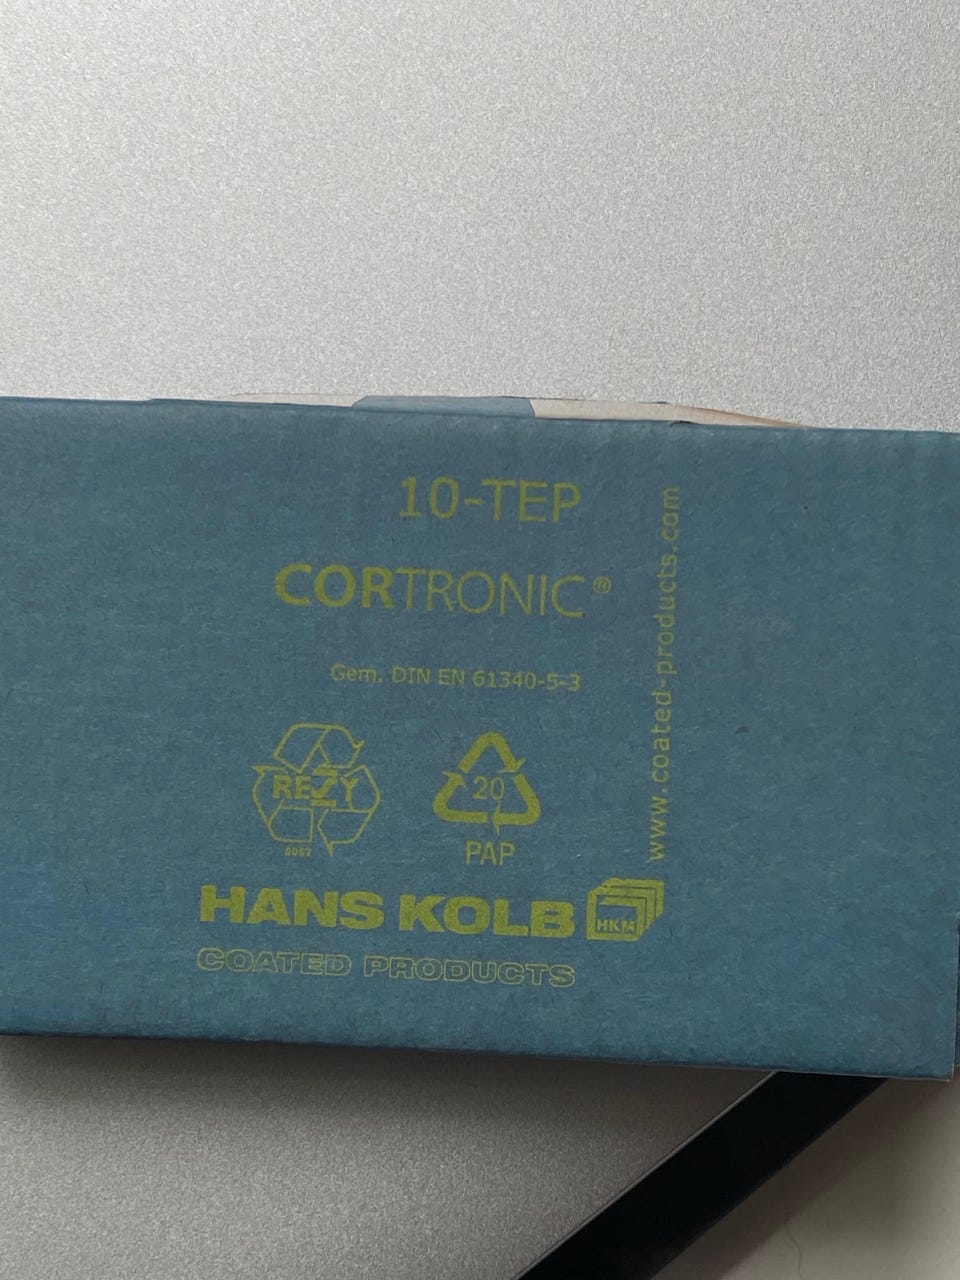 10-TEP
CORTRONIC®
Gem. DIN EN 61340-5-3
www.coated-products.com
RESY
20
PAP
HANS KOLB
HKM
COATED PRODUCTS